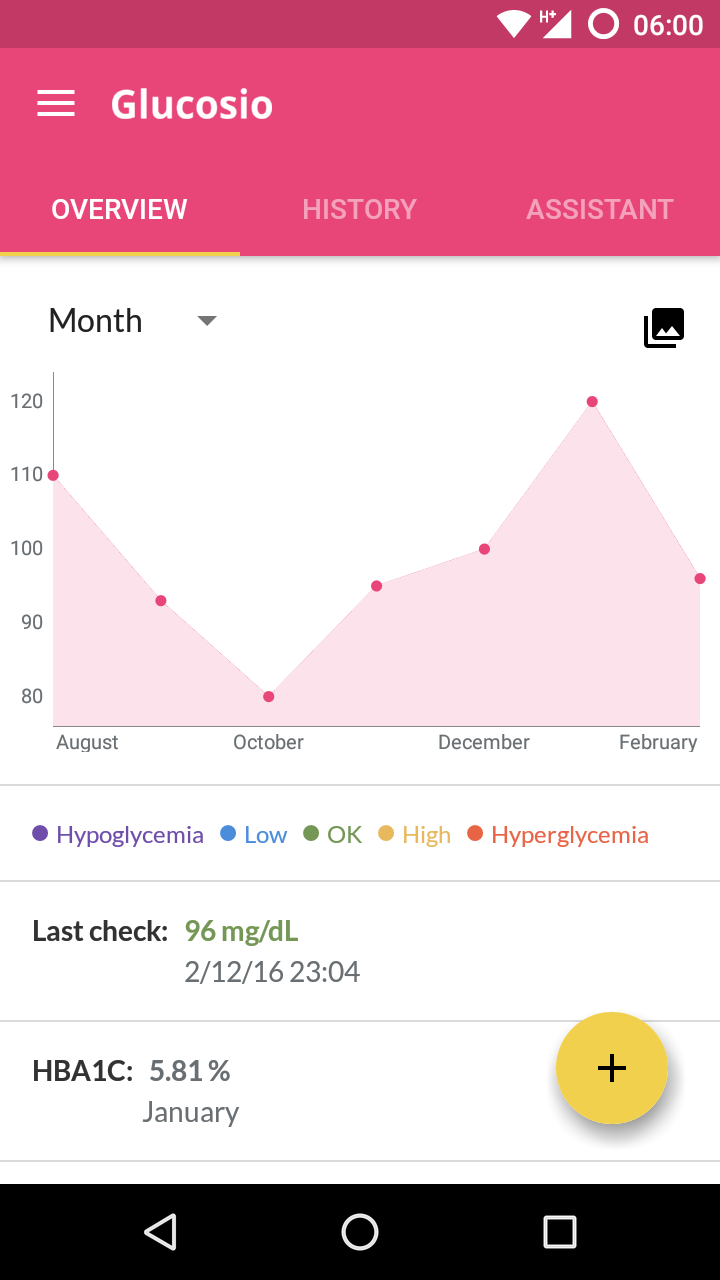 H+ 06:00
Glucosio
OVERVIEW HISTORY ASSISTANT
Month
120
110
100
90
80
August October December February
Hypoglycemia Low OK High Hyperglycemia
Last check: 96 mg/dL
2/12/16 23:04
HBA1C: 5.81 %
January
+